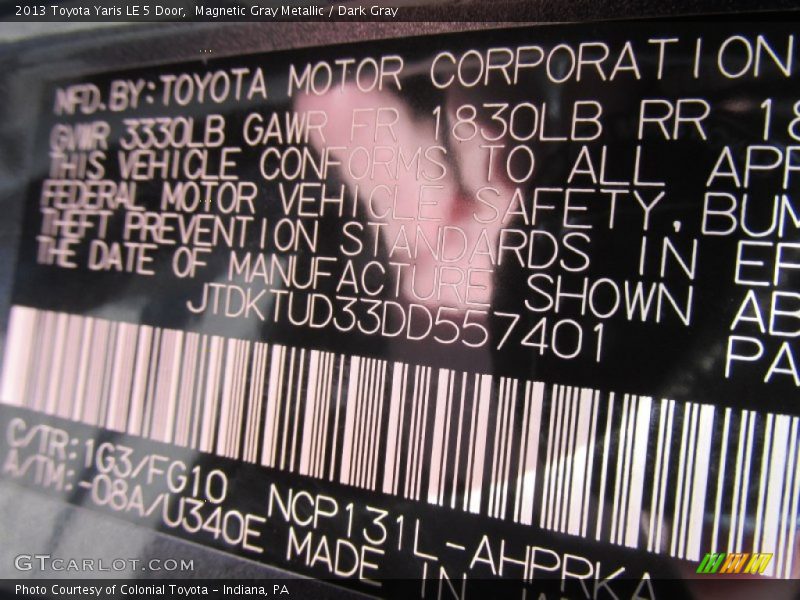 2013 Toyota Yaris LE 5 Door,  Magnetic Gray Metallic / Dark Gray
MFD.BY:TOYOTA MOTOR CORPORATION
GVWR 3330LB GAWR FR 1830LB RR 18
THIS VEHICLE CONFORMS TO ALL APP
FEDERAL MOTOR VEHICLE SAFETY, BUM
THEFT PREVENTION STANDARDS IN EF
THE DATE OF MANUFACTURE SHOWN AB
JTDKTUD33DD557401
PA
C/TR:1G3/FG10 NCP131L-AHPRKA
A/TM:-08A/U340E MADE IN
GTCARLOT.COM
Photo Courtesy of Colonial Toyota - Indiana, PA